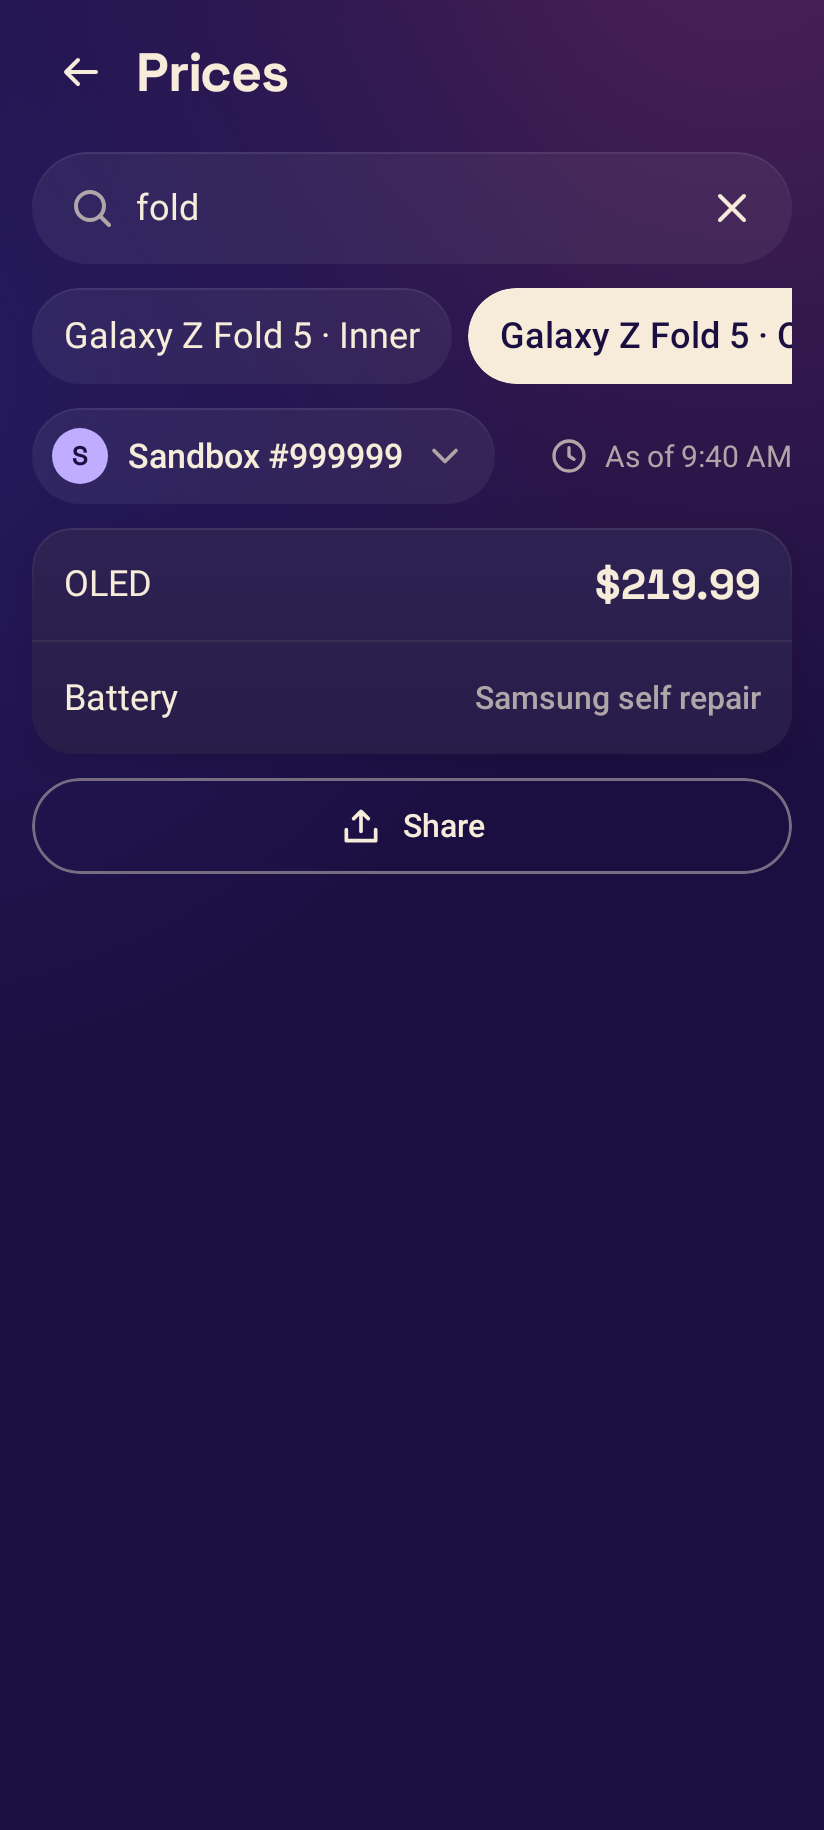 Prices
fold
Galaxy Z Fold 5 · Inner
Galaxy Z Fold 5 ·
S
Sandbox #999999
As of 9:40 AM
OLED
$219.99
Battery
Samsung self repair
Share